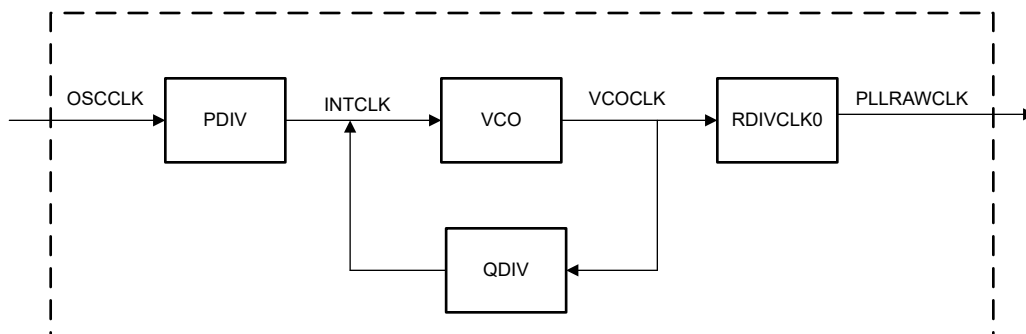 OSCCLK
PDIV
INTCLK
VCO
VCOCLK
RDIVCLK0
PLLRAWCLK
QDIV